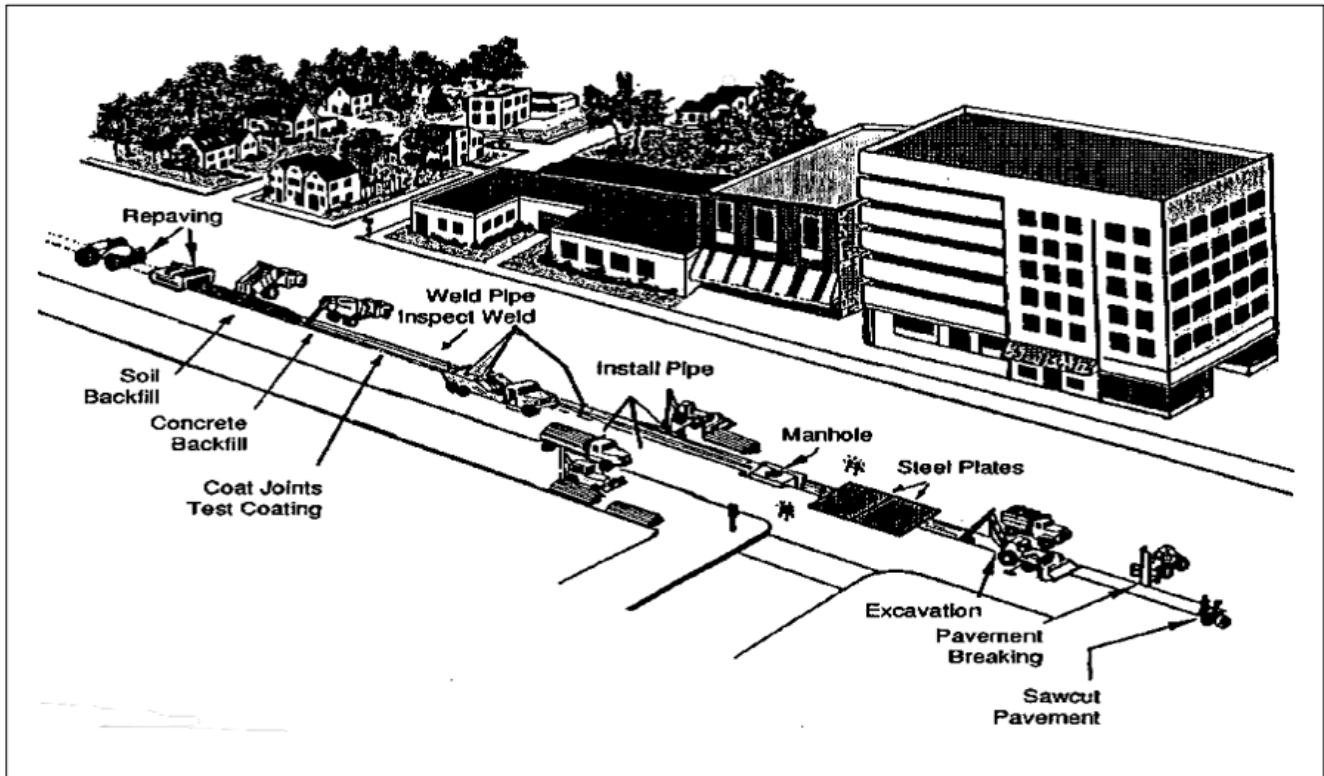 Repaving
Weld Pipe
Inspect Weld
Install Pipe
Soil
Backfill
Concrete
Backfill
Manhole
Steel Plates
Coat Joints
Test Coating
Excavation
Pavement
Breaking
Sawcut
Pavement